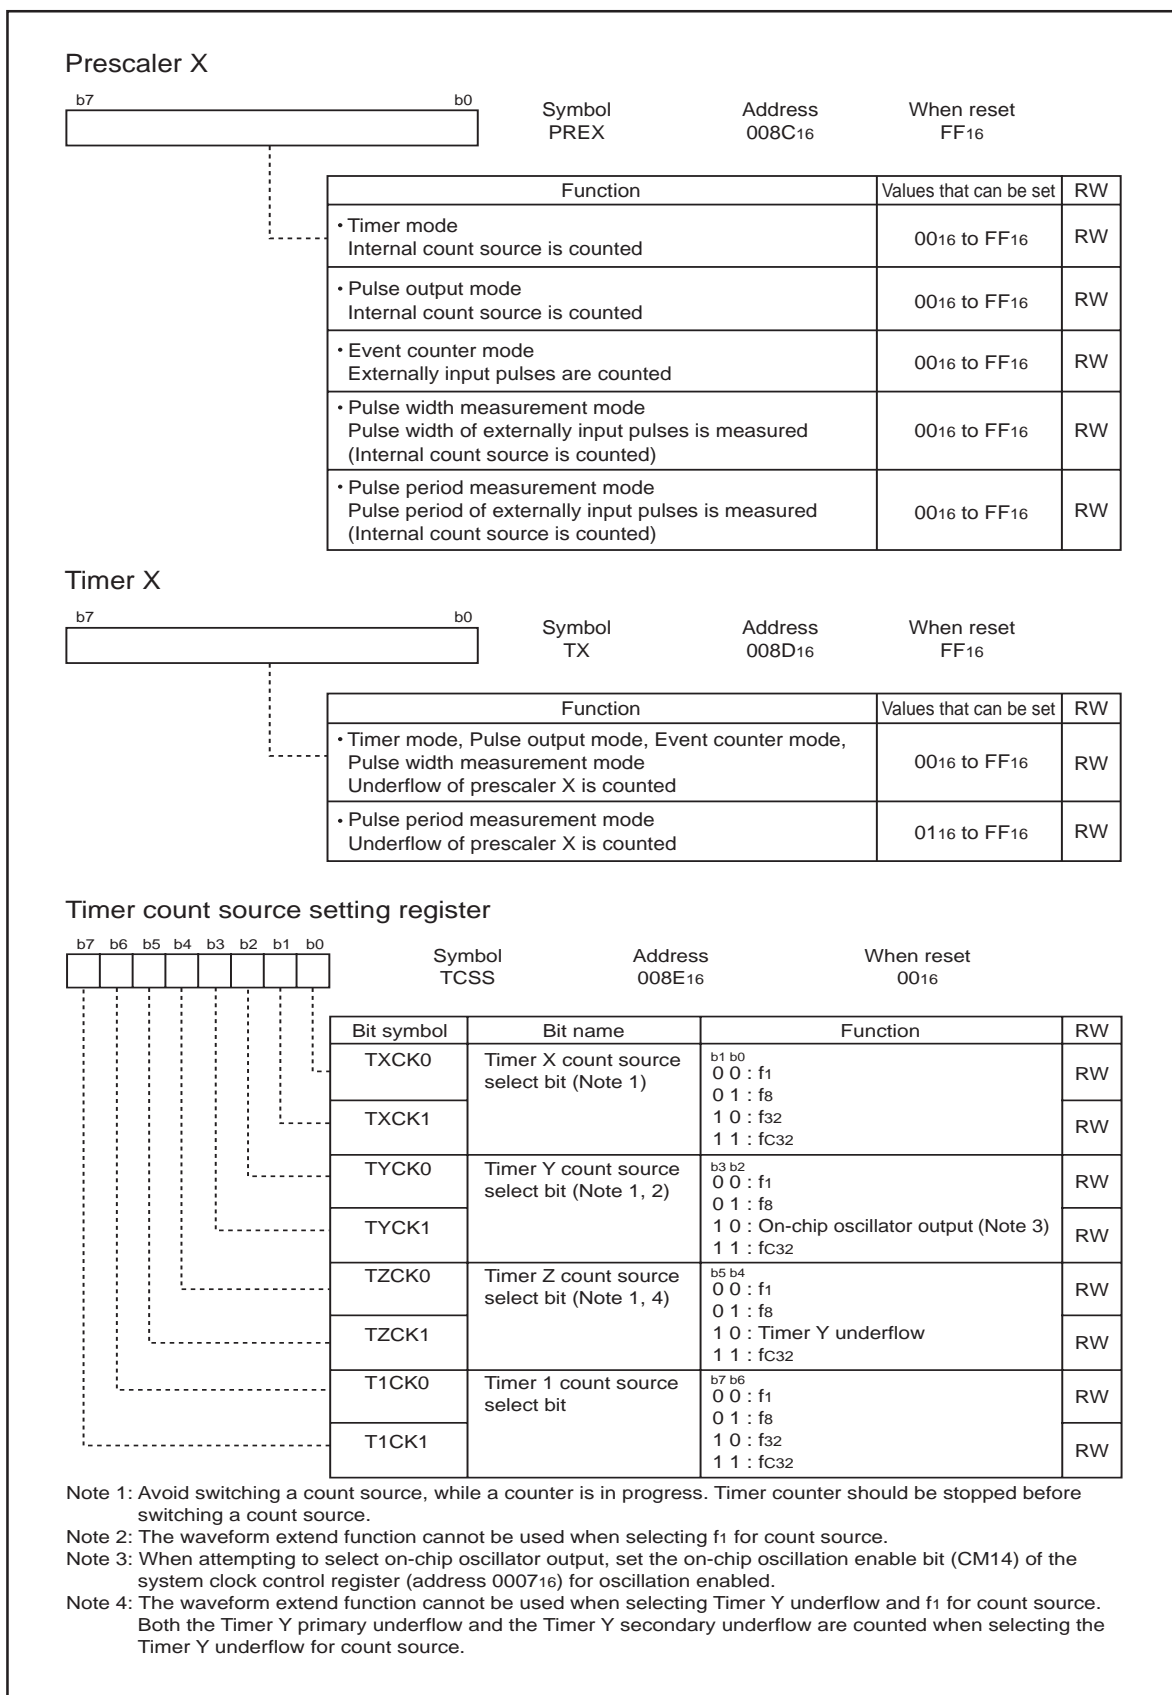 Prescaler X
b7 b0
Symbol Address When reset
PREX 008C16 FF16
Function Values that can be set RW
• Timer mode
Internal count source is counted
0016 to FF16 RW
• Pulse output mode
Internal count source is counted
0016 to FF16 RW
• Event counter mode
Externally input pulses are counted
0016 to FF16 RW
• Pulse width measurement mode
Pulse width of externally input pulses is measured
(Internal count source is counted)
0016 to FF16 RW
• Pulse period measurement mode
Pulse period of externally input pulses is measured
(Internal count source is counted)
0016 to FF16 RW
Timer X
b7 b0
Symbol Address When reset
TX 008D16 FF16
Function Values that can be set RW
• Timer mode, Pulse output mode, Event counter mode,
Pulse width measurement mode
Underflow of prescaler X is counted
0016 to FF16 RW
• Pulse period measurement mode
Underflow of prescaler X is counted
0116 to FF16 RW
Timer count source setting register
b7 b6 b5 b4 b3 b2 b1 b0
Symbol Address When reset
TCSS 008E16 0016
Bit symbol Bit name Function RW
TXCK0 Timer X count source
select bit (Note 1)
b1 b0
0 0 : f1
0 1 : f8
1 0 : f32
1 1 : fC32
RW
TXCK1 RW
TYCK0 Timer Y count source
select bit (Note 1, 2)
b3 b2
0 0 : f1
0 1 : f8
1 0 : On-chip oscillator output (Note 3)
1 1 : fC32
RW
TYCK1 RW
TZCK0 Timer Z count source
select bit (Note 1, 4)
b5 b4
0 0 : f1
0 1 : f8
1 0 : Timer Y underflow
1 1 : fC32
RW
TZCK1 RW
T1CK0 Timer 1 count source
select bit
b7 b6
0 0 : f1
0 1 : f8
1 0 : f32
1 1 : fC32
RW
T1CK1 RW
Note 1: Avoid switching a count source, while a counter is in progress. Timer counter should be stopped before
switching a count source.
Note 2: The waveform extend function cannot be used when selecting f1 for count source.
Note 3: When attempting to select on-chip oscillator output, set the on-chip oscillation enable bit (CM14) of the
system clock control register (address 000716) for oscillation enabled.
Note 4: The waveform extend function cannot be used when selecting Timer Y underflow and f1 for count source.
Both the Timer Y primary underflow and the Timer Y secondary underflow are counted when selecting the
Timer Y underflow for count source.